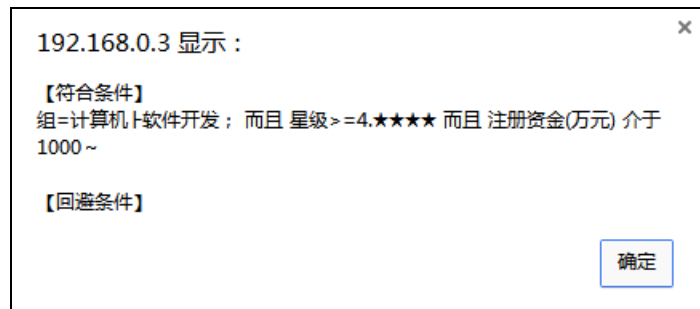 192.168.0.3 显示：
【符合条件】
组=计算机├软件开发； 而且 星级>=4.★★★★ 而且 注册资金(万元) 介于
1000～
【回避条件】
确定